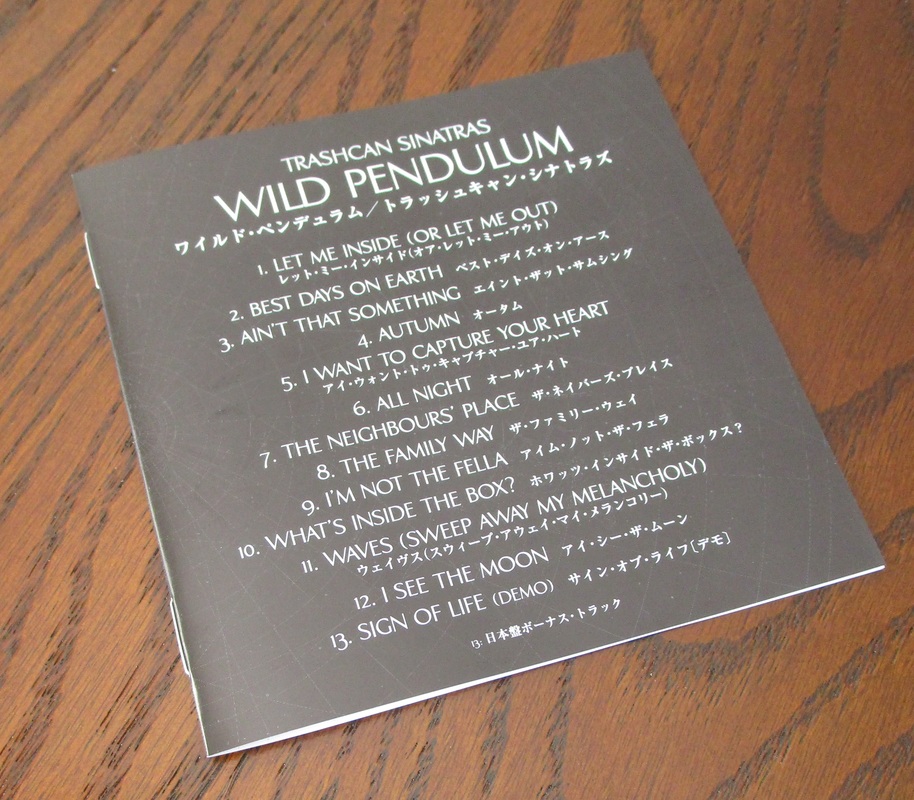 TRASHCAN SINATRAS
WILD PENDULUM
ワイルド・ペンデュラム／トラッシュキャン・シナトラズ
1. LET ME INSIDE (OR LET ME OUT)
レット・ミー・インサイド(オア・レット・ミー・アウト)
2. BEST DAYS ON EARTH ベスト・デイズ・オン・アース
3. AIN'T THAT SOMETHING エイント・ザット・サムシング
4. AUTUMN オータム
5. I WANT TO CAPTURE YOUR HEART
アイ・ウォント・トゥ・キャプチャー・ユア・ハート
6. ALL NIGHT オール・ナイト
7. THE NEIGHBOURS' PLACE ザ・ネイバーズ・プレイス
8. THE FAMILY WAY ザ・ファミリー・ウェイ
9. I'M NOT THE FELLA アイム・ノット・ザ・フェラ
10. WHAT'S INSIDE THE BOX? ホワッツ・インサイド・ザ・ボックス?
11. WAVES (SWEEP AWAY MY MELANCHOLY)
ウェイヴス(スウィープ・アウェイ・マイ・メランコリー)
12. I SEE THE MOON アイ・シー・ザ・ムーン
13. SIGN OF LIFE (DEMO) サイン・オブ・ライフ[デモ]
13: 日本盤ボーナス・トラック